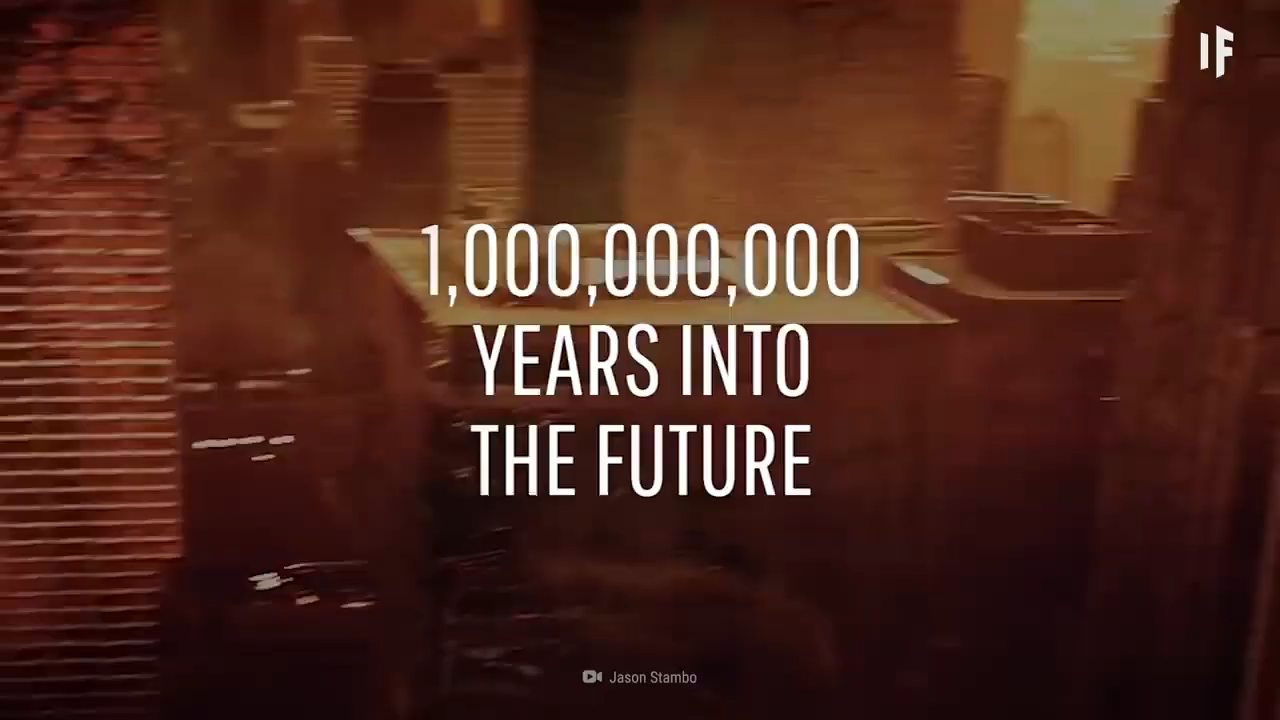 IF
1,000,000,000
YEARS INTO
THE FUTURE
Jason Stambo